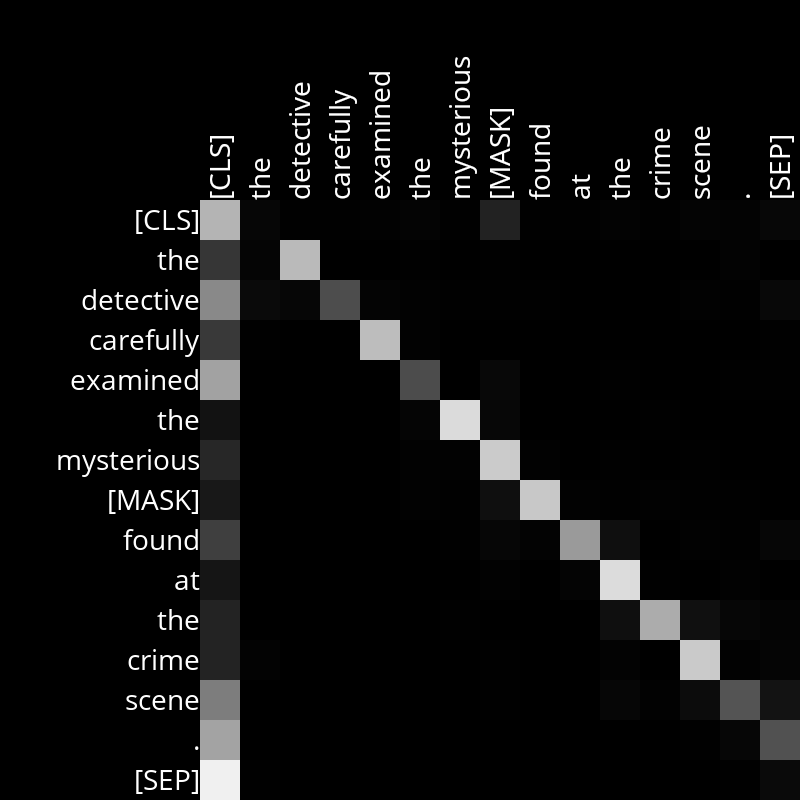 [CLS] the detective carefully examined the mysterious [MASK] found at the crime scene . [SEP]
[CLS]
the
detective
carefully
examined
the
mysterious
[MASK]
found
at
the
crime
scene
.
[SEP]